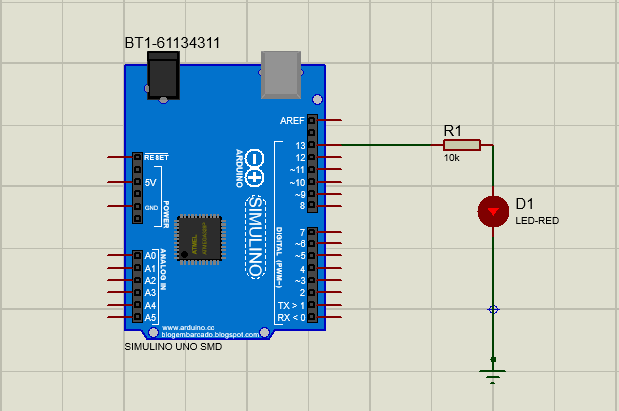 BT1-61134311
AREF
13
12
~11
~10
~9
8
RESET
5V
GND
POWER
ARDUINO
SIMULINO
ATMEL
7
~6
~5
4
~3
2
TX > 1
RX < 0
DIGITAL (PWM~)
ANALOG IN
A0
A1
A2
A3
A4
A5
www.arduino.cc
blogembarcado.blogspot.com
SIMULINO UNO SMD
R1
10k
D1
LED-RED